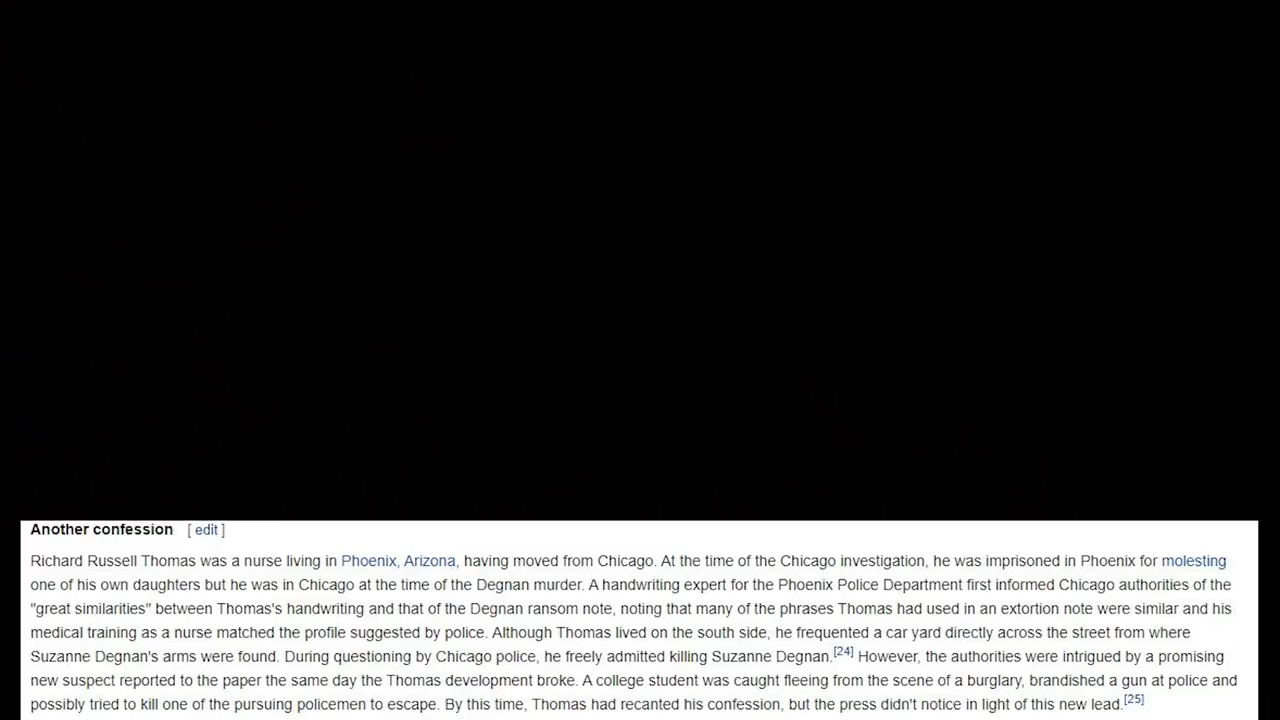 Another confession [ edit ]
Richard Russell Thomas was a nurse living in Phoenix, Arizona, having moved from Chicago. At the time of the Chicago investigation, he was imprisoned in Phoenix for molesting
one of his own daughters but he was in Chicago at the time of the Degnan murder. A handwriting expert for the Phoenix Police Department first informed Chicago authorities of the
"great similarities" between Thomas's handwriting and that of the Degnan ransom note, noting that many of the phrases Thomas had used in an extortion note were similar and his
medical training as a nurse matched the profile suggested by police. Although Thomas lived on the south side, he frequented a car yard directly across the street from where
Suzanne Degnan's arms were found. During questioning by Chicago police, he freely admitted killing Suzanne Degnan.[24] However, the authorities were intrigued by a promising
new suspect reported to the paper the same day the Thomas development broke. A college student was caught fleeing from the scene of a burglary, brandished a gun at police and
possibly tried to kill one of the pursuing policemen to escape. By this time, Thomas had recanted his confession, but the press didn't notice in light of this new lead.[25]